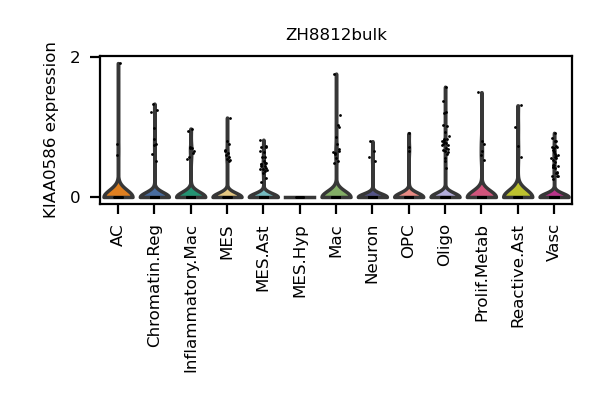 ZH8812bulk
KIAA0586 expression
2
0
AC
Chromatin.Reg
Inflammatory.Mac
MES
MES.Ast
MES.Hyp
Mac
Neuron
OPC
Oligo
Prolif.Metab
Reactive.Ast
Vasc